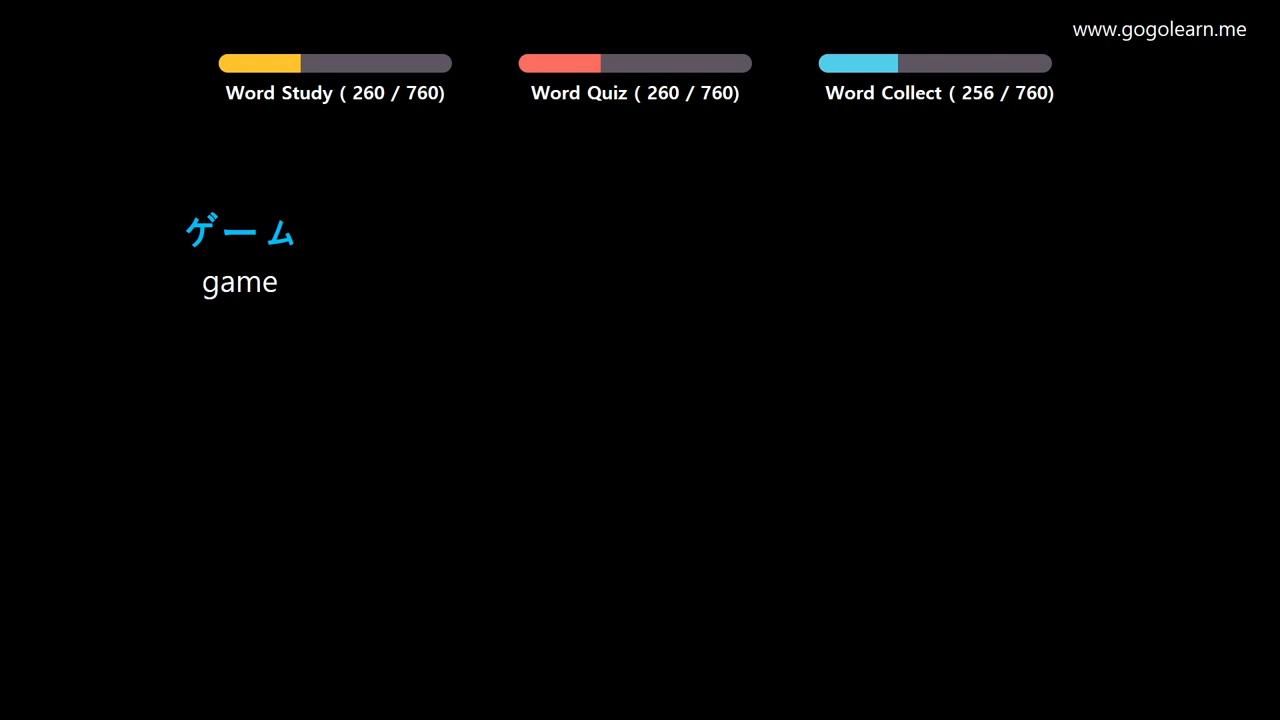 www.gogolearn.me
Word Study ( 260 / 760)
Word Quiz ( 260 / 760)
Word Collect ( 256 / 760)
ゲーム
game